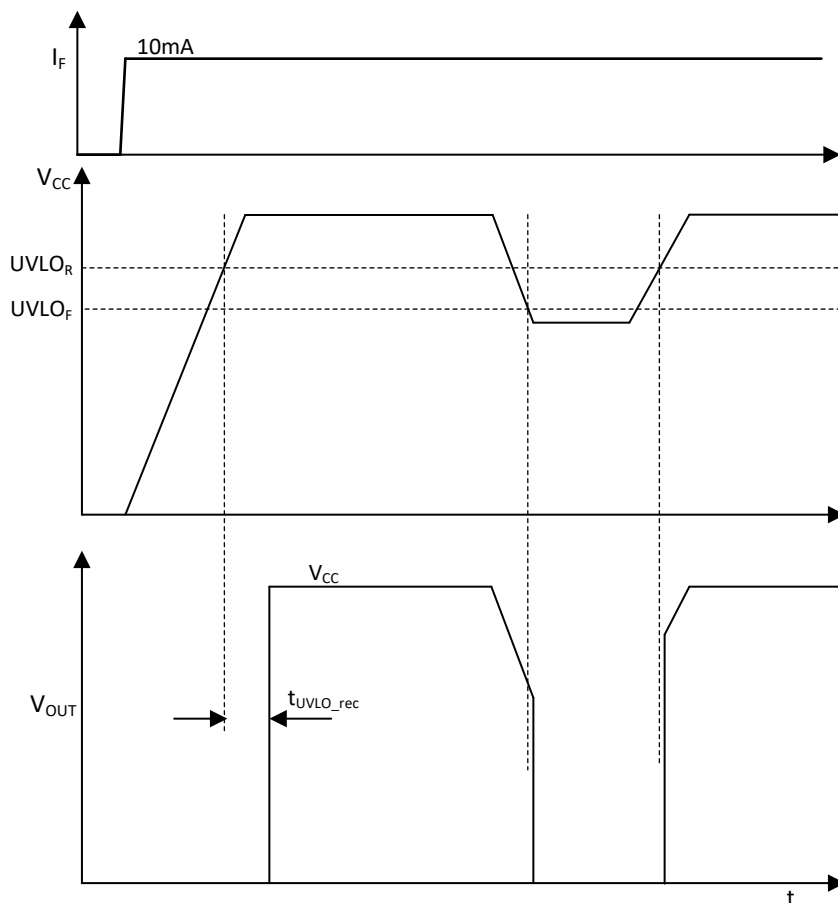 10mA
I_F
V_CC
UVLO_R
UVLO_F
V_CC
t_UVLO_rec
V_OUT
t